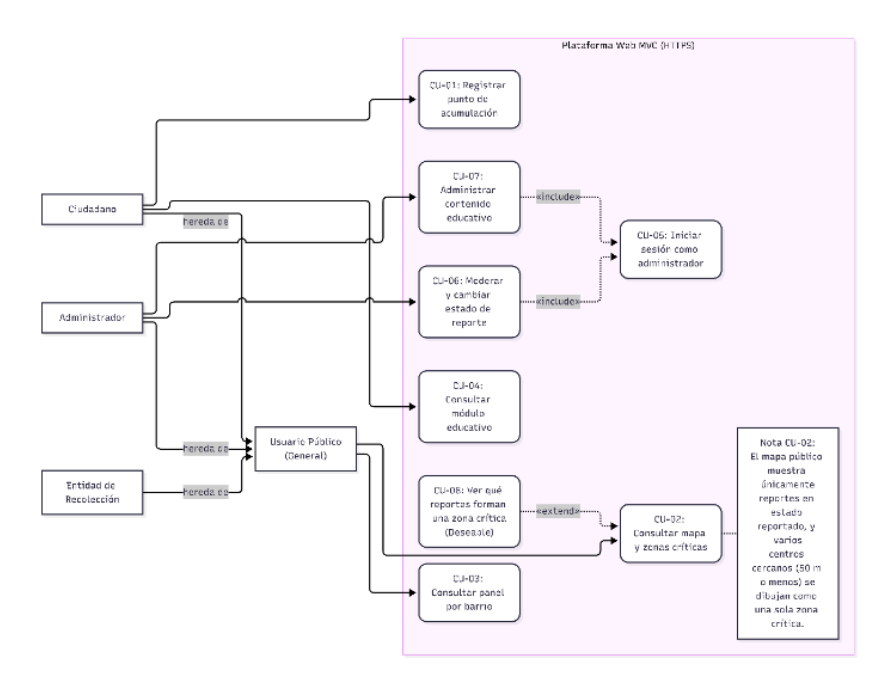 Plataforma Web MVC (HTTPS)
CU-01: Registrar
punto de
acumulación
CU-07:
Administrar
contenido
educativo
«include»
Ciudadano
hereda de
CU-05: Iniciar
sesión como
administrador
CU-06: Moderar
y cambiar
estado de
reporte
«include»
Administrador
CU-04:
Consultar
módulo
educativo
hereda de
Usuario Público
(General)
Entidad de
Recolección
hereda de
CU-08: Ver qué
reportes forman
una zona crítica
(Deseable)
«extend»
CU-02:
Consultar mapa
y zonas críticas
Nota CU-02:
El mapa público
muestra
únicamente
reportes en
estado
reportado, y
varios
centros
cercanos (50 m
o menos) se
dibujan como
una sola zona
crítica.
CU-03:
Consultar panel
por barrio